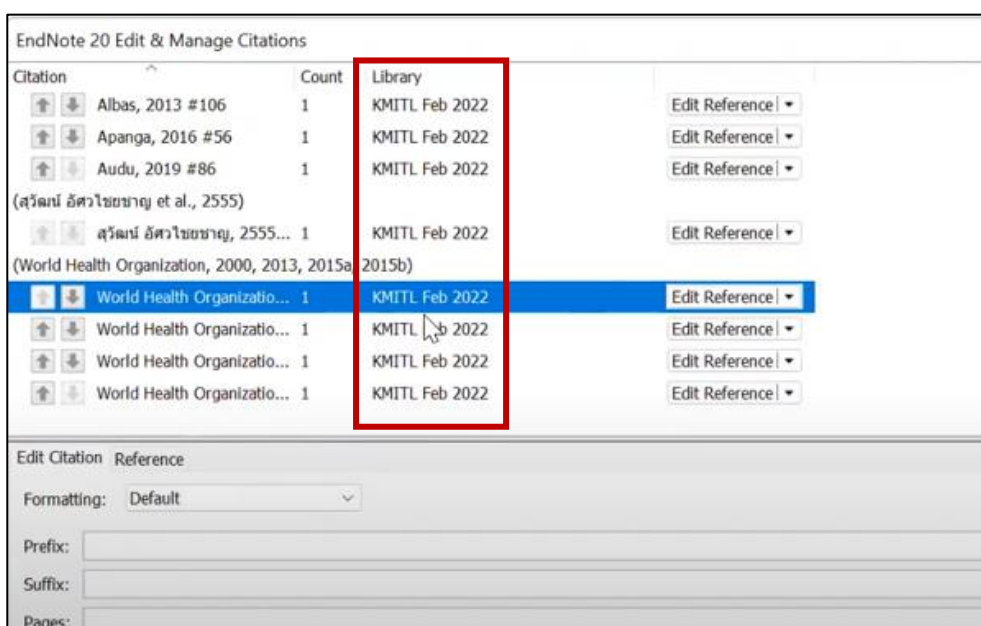 EndNote 20 Edit & Manage Citations
Citation Count Library
Albas, 2013 #106 1 KMITL Feb 2022 Edit Reference
Apanga, 2016 #56 1 KMITL Feb 2022 Edit Reference
Audu, 2019 #86 1 KMITL Feb 2022 Edit Reference
(สุวัฒน์ อัศวไชยชาญ et al., 2555)
สุวัฒน์ อัศวไชยชาญ, 2555... 1 KMITL Feb 2022 Edit Reference
(World Health Organization, 2000, 2013, 2015a, 2015b)
World Health Organizatio... 1 KMITL Feb 2022 Edit Reference
World Health Organizatio... 1 KMITL Feb 2022 Edit Reference
World Health Organizatio... 1 KMITL Feb 2022 Edit Reference
World Health Organizatio... 1 KMITL Feb 2022 Edit Reference
Edit Citation Reference
Formatting: Default
Prefix:
Suffix:
Pages: